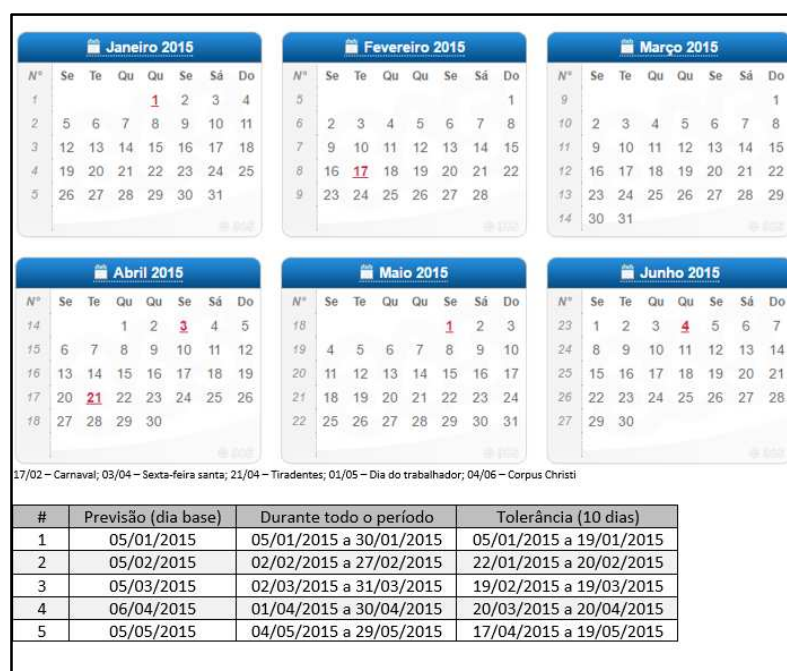 Janeiro 2015
N° Se Te Qu Qu Se Sá Do
1 1 2 3 4
2 5 6 7 8 9 10 11
3 12 13 14 15 16 17 18
4 19 20 21 22 23 24 25
5 26 27 28 29 30 31
Fevereiro 2015
N° Se Te Qu Qu Se Sá Do
5 1
6 2 3 4 5 6 7 8
7 9 10 11 12 13 14 15
8 16 17 18 19 20 21 22
9 23 24 25 26 27 28
Março 2015
N° Se Te Qu Qu Se Sá Do
9 1
10 2 3 4 5 6 7 8
11 9 10 11 12 13 14 15
12 16 17 18 19 20 21 22
13 23 24 25 26 27 28 29
14 30 31
Abril 2015
N° Se Te Qu Qu Se Sá Do
14 1 2 3 4 5
15 6 7 8 9 10 11 12
16 13 14 15 16 17 18 19
17 20 21 22 23 24 25 26
18 27 28 29 30
Maio 2015
N° Se Te Qu Qu Se Sá Do
18 1 2 3
19 4 5 6 7 8 9 10
20 11 12 13 14 15 16 17
21 18 19 20 21 22 23 24
22 25 26 27 28 29 30 31
Junho 2015
N° Se Te Qu Qu Se Sá Do
23 1 2 3 4 5 6 7
24 8 9 10 11 12 13 14
25 15 16 17 18 19 20 21
26 22 23 24 25 26 27 28
27 29 30
17/02 – Carnaval; 03/04 – Sexta-feira santa; 21/04 – Tiradentes; 01/05 – Dia do trabalhador; 04/06 – Corpus Christi
# Previsão (dia base) Durante todo o período Tolerância (10 dias)
1 05/01/2015 05/01/2015 a 30/01/2015 05/01/2015 a 19/01/2015
2 05/02/2015 02/02/2015 a 27/02/2015 22/01/2015 a 20/02/2015
3 05/03/2015 02/03/2015 a 31/03/2015 19/02/2015 a 19/03/2015
4 06/04/2015 01/04/2015 a 30/04/2015 20/03/2015 a 20/04/2015
5 05/05/2015 04/05/2015 a 29/05/2015 17/04/2015 a 19/05/2015